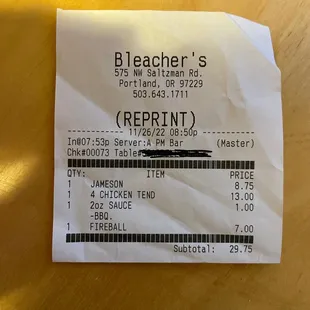 Bleacher's
575 NW Saltzman Rd.
Portland, OR 97229
503.643.1711
(REPRINT)
11/26/22 08:50p
In@07:53p Server:A PM Bar (Master)
Chk#00073 Table
QTY: ITEM PRICE
1 JAMESON 8.75
1 4 CHICKEN TEND 13.00
1 2oz SAUCE 1.00
-BBQ.
1 FIREBALL 7.00
Subtotal: 29.75